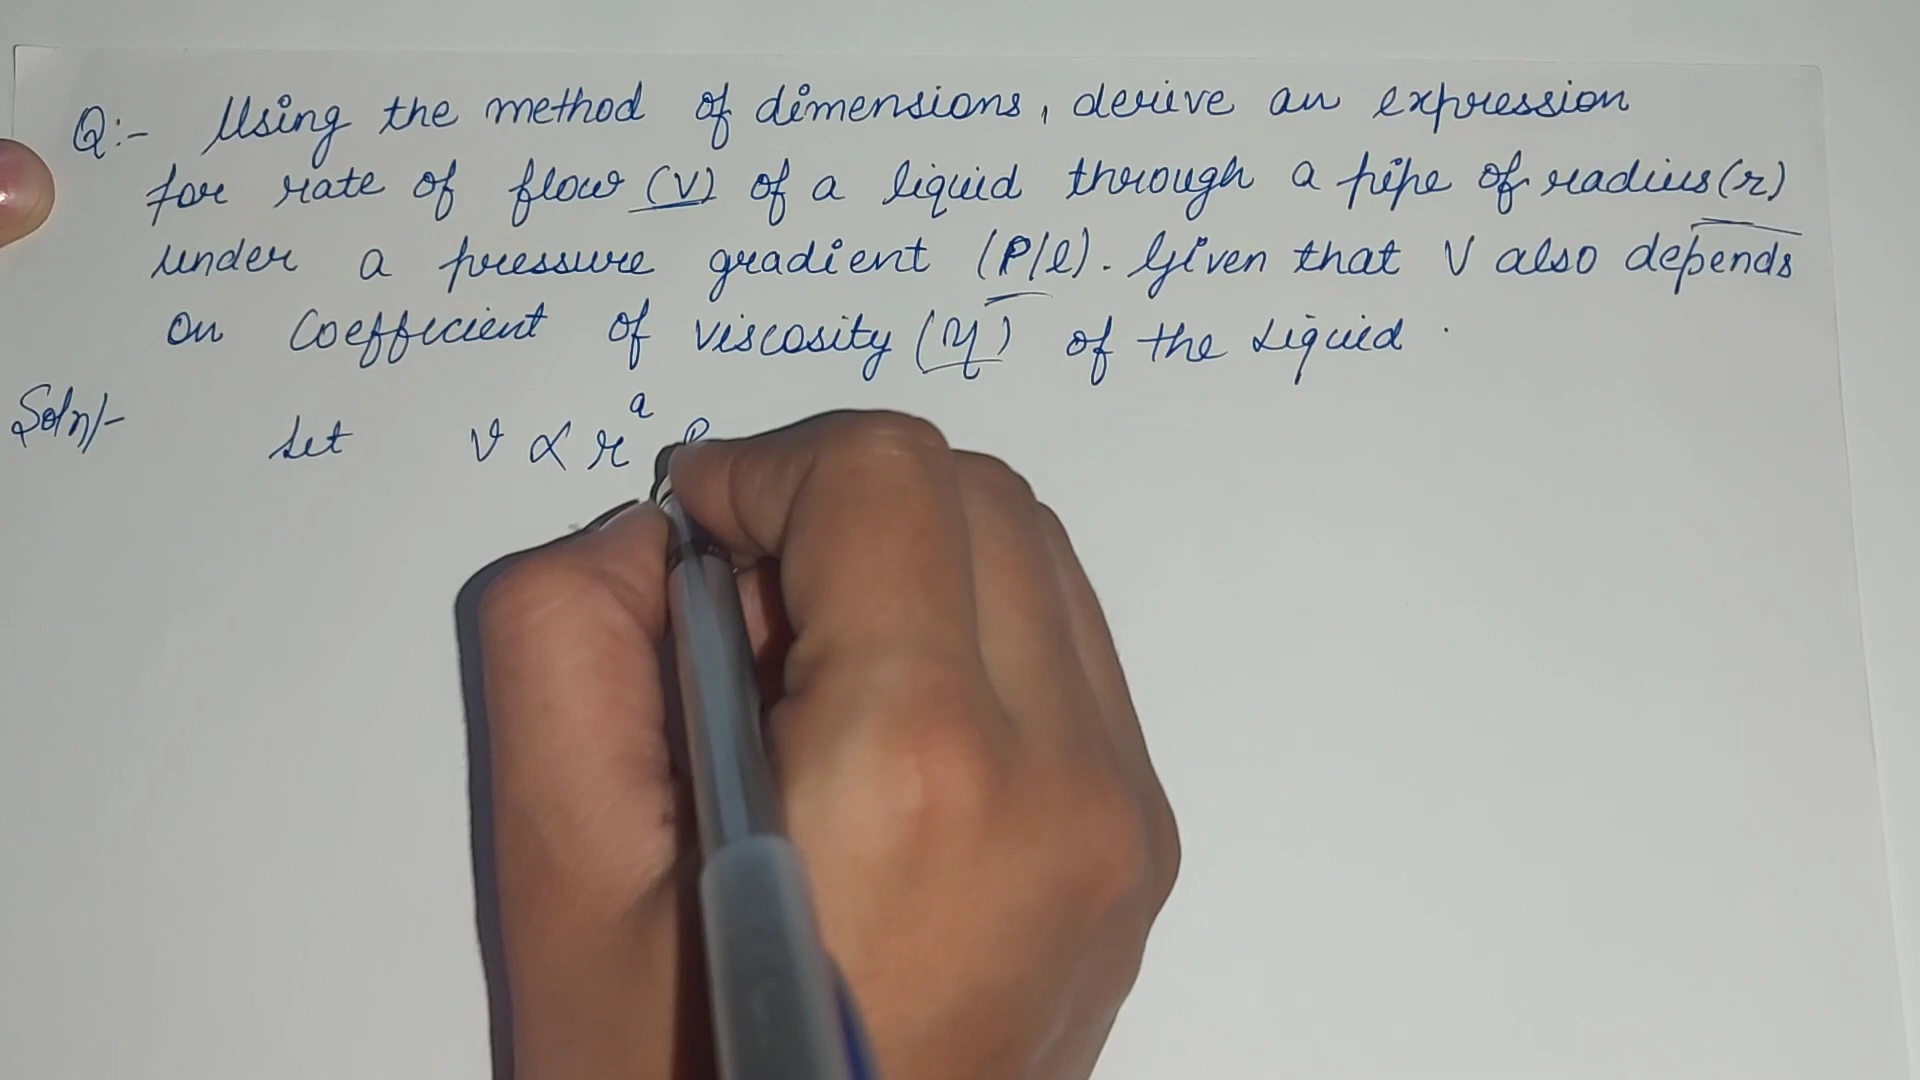 Q:- Using the method of dimensions, derive an expression
for rate of flow (V) of a liquid through a pipe of radius (r)
under a pressure gradient (P/l). Given that V also depends
on Coefficient of viscosity (η) of the Liquid.
Soln/- Let V ∝ r^a P